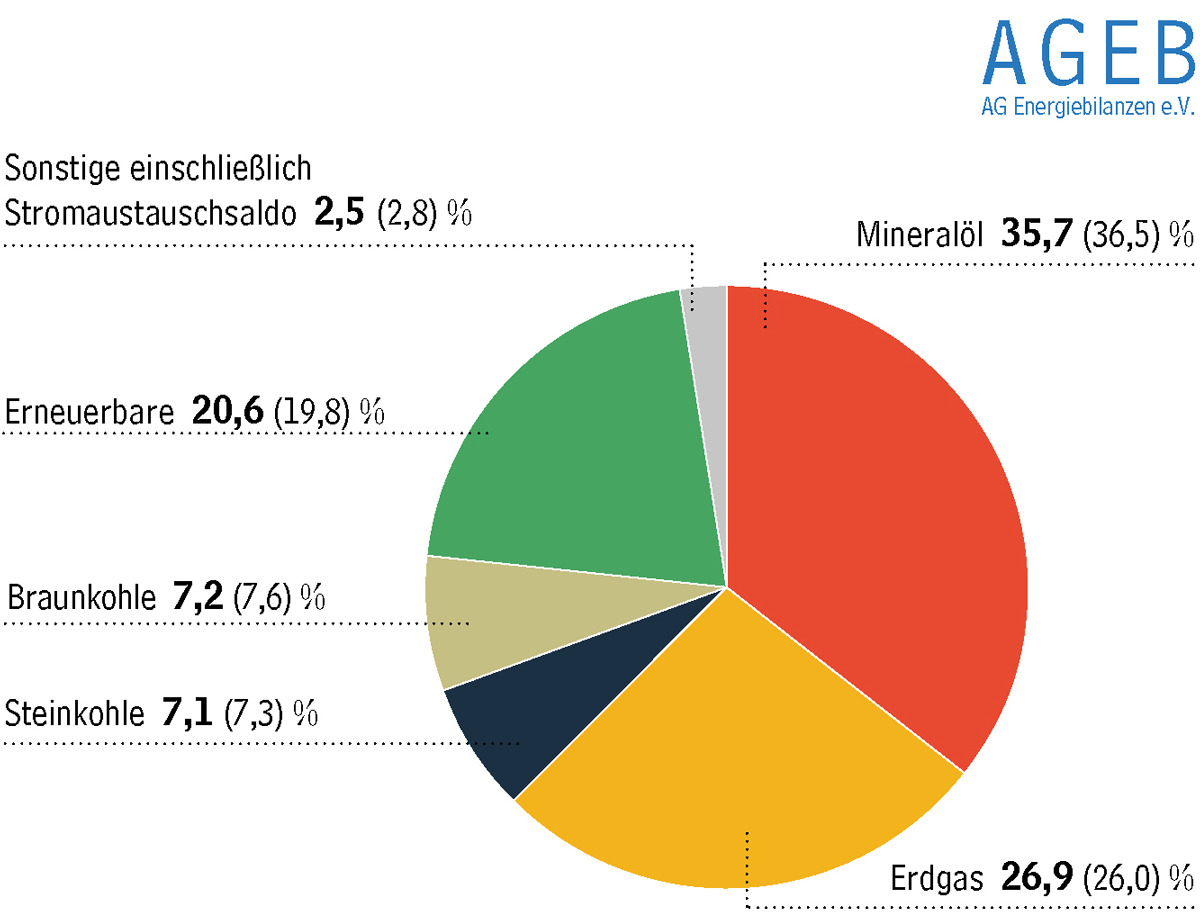 AGEB
AG Energiebilanzen e.V.
Sonstige einschließlich
Stromaustauschsaldo 2,5 (2,8) %
Mineralöl 35,7 (36,5) %
Erneuerbare 20,6 (19,8) %
Braunkohle 7,2 (7,6) %
Steinkohle 7,1 (7,3) %
Erdgas 26,9 (26,0) %